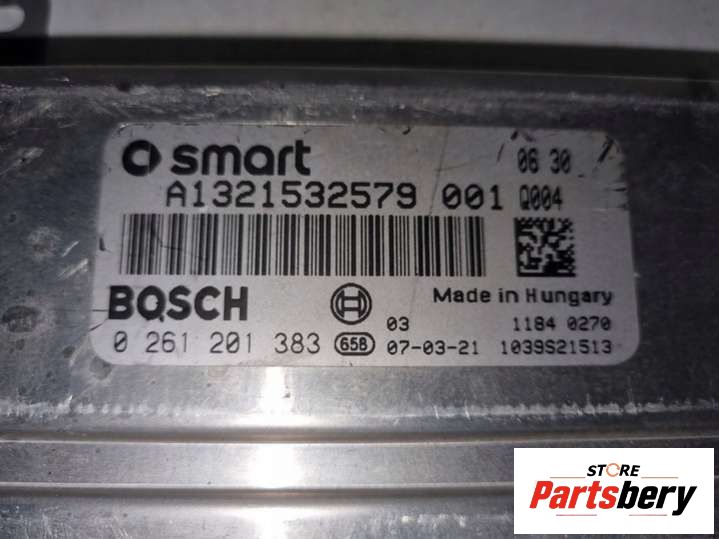 smart 06 30
A1321532579 001 Q004
BOSCH Made in Hungary
03 1184 0270
0 261 201 383 658 07-03-21 1039S21513
STORE
Partsbery